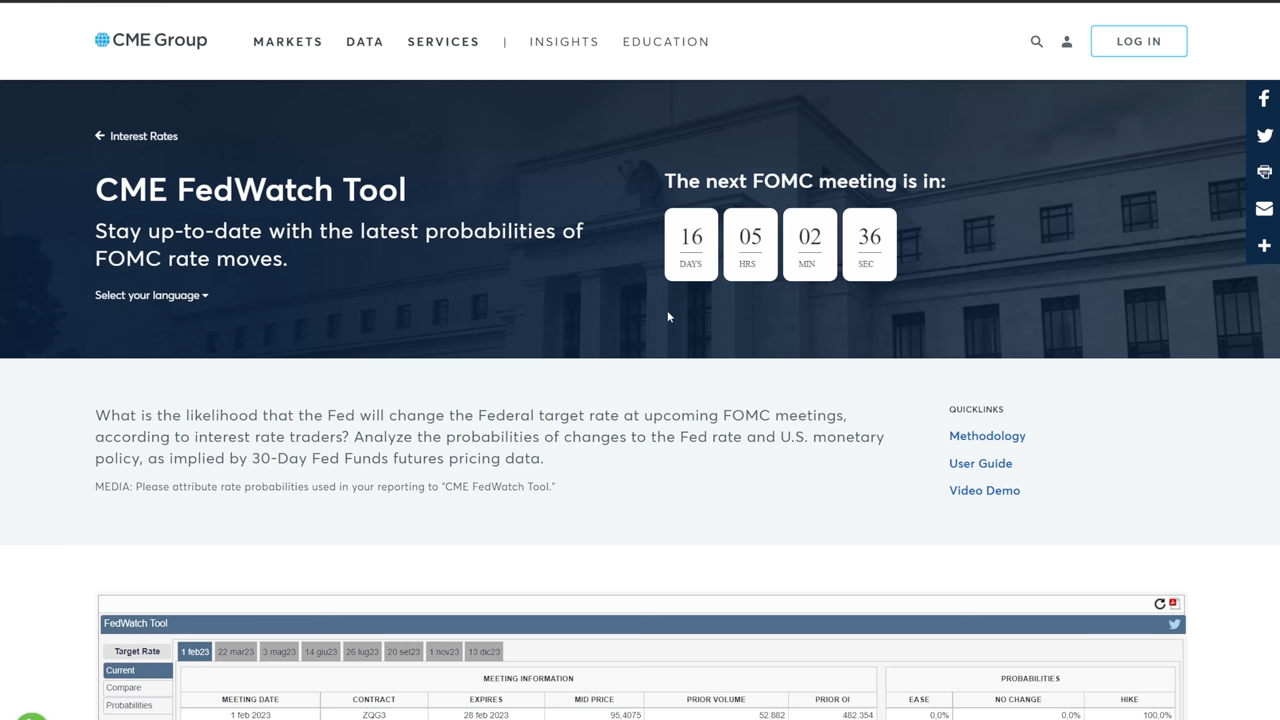 CME Group
MARKETS DATA SERVICES | INSIGHTS EDUCATION
LOG IN
Interest Rates
CME FedWatch Tool
Stay up-to-date with the latest probabilities of
FOMC rate moves.
Select your language
The next FOMC meeting is in:
16 05 02 36
DAYS HRS MIN SEC
What is the likelihood that the Fed will change the Federal target rate at upcoming FOMC meetings,
according to interest rate traders? Analyze the probabilities of changes to the Fed rate and U.S. monetary
policy, as implied by 30-Day Fed Funds futures pricing data.
MEDIA: Please attribute rate probabilities used in your reporting to "CME FedWatch Tool."
QUICKLINKS
Methodology
User Guide
Video Demo
FedWatch Tool
Target Rate
Current
Compare
Probabilities
1 feb23 22 mar23 3 mag23 14 giu23 26 lug23 20 set23 1 nov23 13 dic23
MEETING INFORMATION
MEETING DATE CONTRACT EXPIRES MID PRICE PRIOR VOLUME PRIOR OI
1 feb 2023 ZQG3 28 feb 2023 95,4075 52.882 482.354
PROBABILITIES
EASE NO CHANGE HIKE
0,0% 0,0% 100,0%